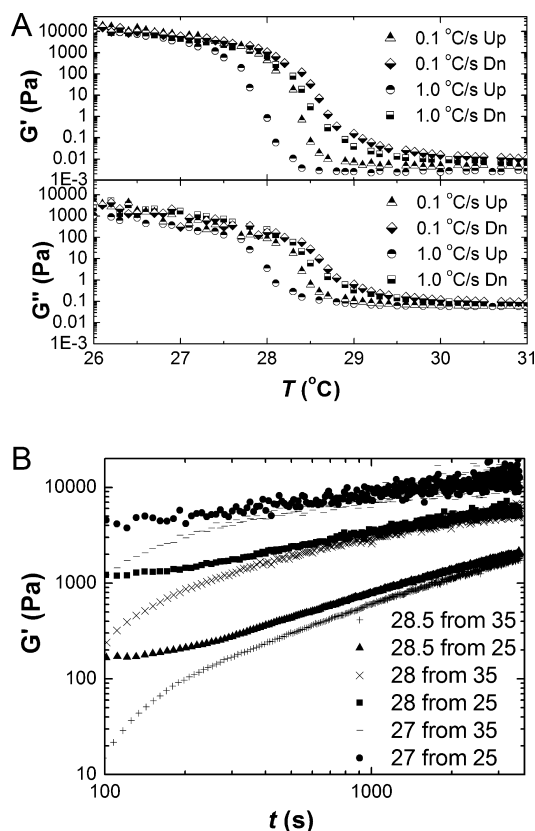 A
G' (Pa)
10000
1000
100
10
1
0.1
0.01
1E-3
0.1 °C/s Up
0.1 °C/s Dn
1.0 °C/s Up
1.0 °C/s Dn
G" (Pa)
10000
1000
100
10
1
0.1
0.01
1E-3
0.1 °C/s Up
0.1 °C/s Dn
1.0 °C/s Up
1.0 °C/s Dn
26 27 28 29 30 31
T (°C)
B
G' (Pa)
10000
1000
100
10
28.5 from 35
28.5 from 25
28 from 35
28 from 25
27 from 35
27 from 25
100 1000
t (s)